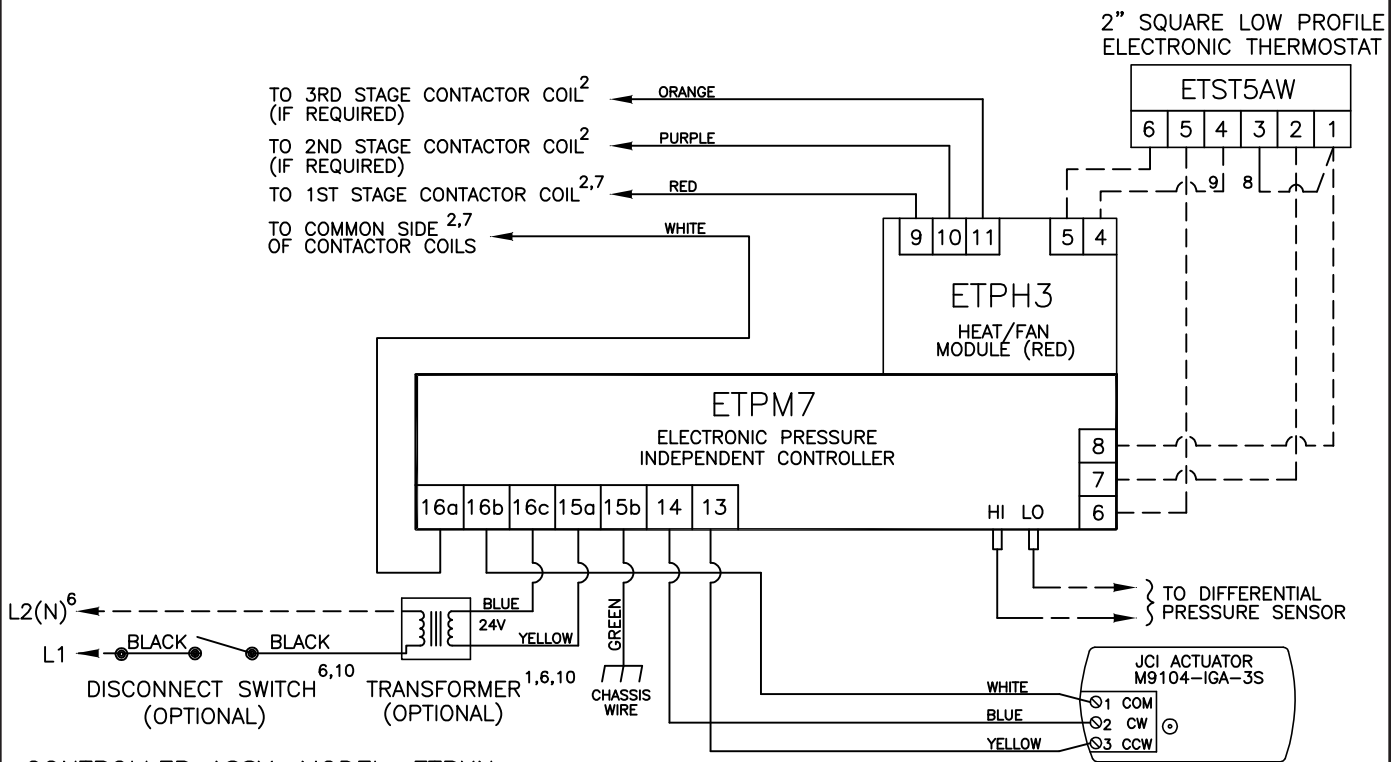 2” SQUARE LOW PROFILE
ELECTRONIC THERMOSTAT
ETST5AW
6 5 4 3 2 1
9 8
TO 3RD STAGE CONTACTOR COIL2
(IF REQUIRED)
ORANGE
TO 2ND STAGE CONTACTOR COIL2
(IF REQUIRED)
PURPLE
TO 1ST STAGE CONTACTOR COIL2,7
RED
TO COMMON SIDE 2,7
OF CONTACTOR COILS
WHITE
9 10 11 5 4
ETPH3
HEAT/FAN
MODULE (RED)
ETPM7
ELECTRONIC PRESSURE
INDEPENDENT CONTROLLER
8
7
6
16a 16b 16c 15a 15b 14 13
HI LO
TO DIFFERENTIAL
PRESSURE SENSOR
L2(N)6
BLUE
24V
YELLOW
GREEN
L1
BLACK
BLACK
DISCONNECT SWITCH 6,10
(OPTIONAL)
TRANSFORMER 1,6,10
(OPTIONAL)
CHASSIS
WIRE
JCI ACTUATOR
M9104-IGA-3S
WHITE
1 COM
BLUE
2 CW
YELLOW
3 CCW